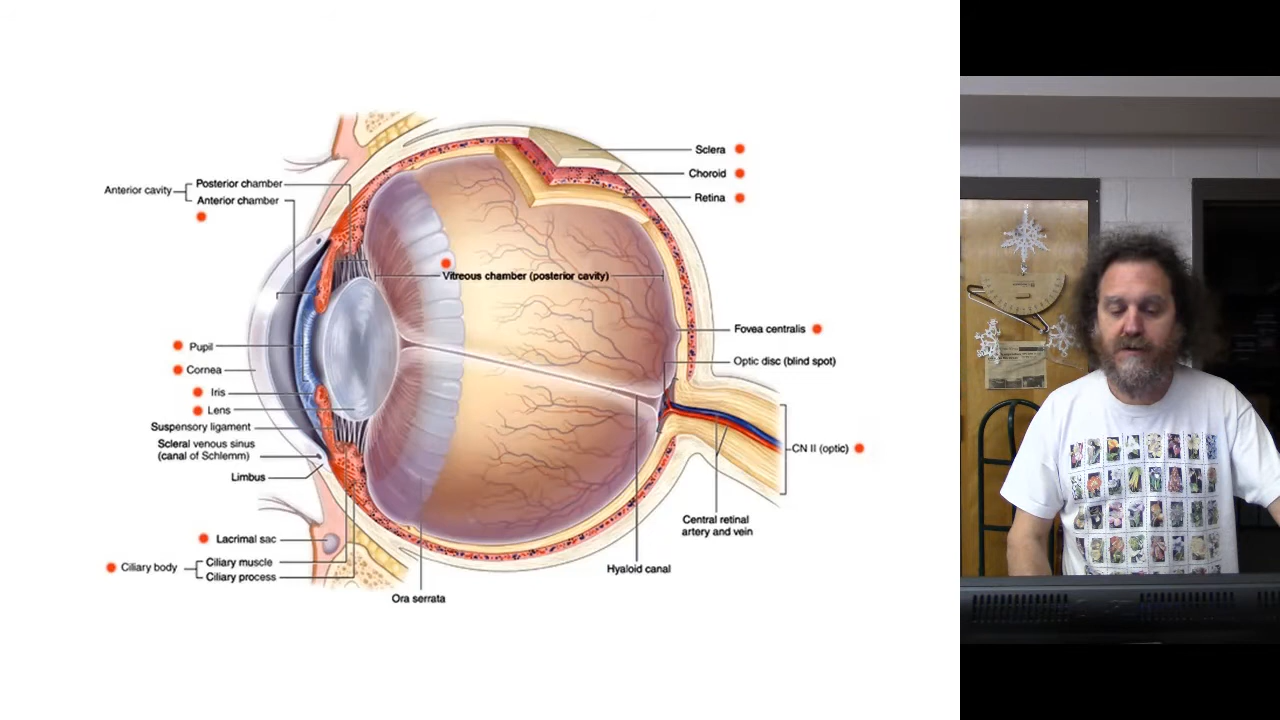 Sclera
Choroid
Retina
Anterior cavity
Posterior chamber
Anterior chamber
Vitreous chamber (posterior cavity)
Fovea centralis
Optic disc (blind spot)
Pupil
Cornea
Iris
Lens
Suspensory ligament
Scleral venous sinus
(canal of Schlemm)
Limbus
CN II (optic)
Central retinal
artery and vein
Lacrimal sac
Ciliary body
Ciliary muscle
Ciliary process
Hyaloid canal
Ora serrata